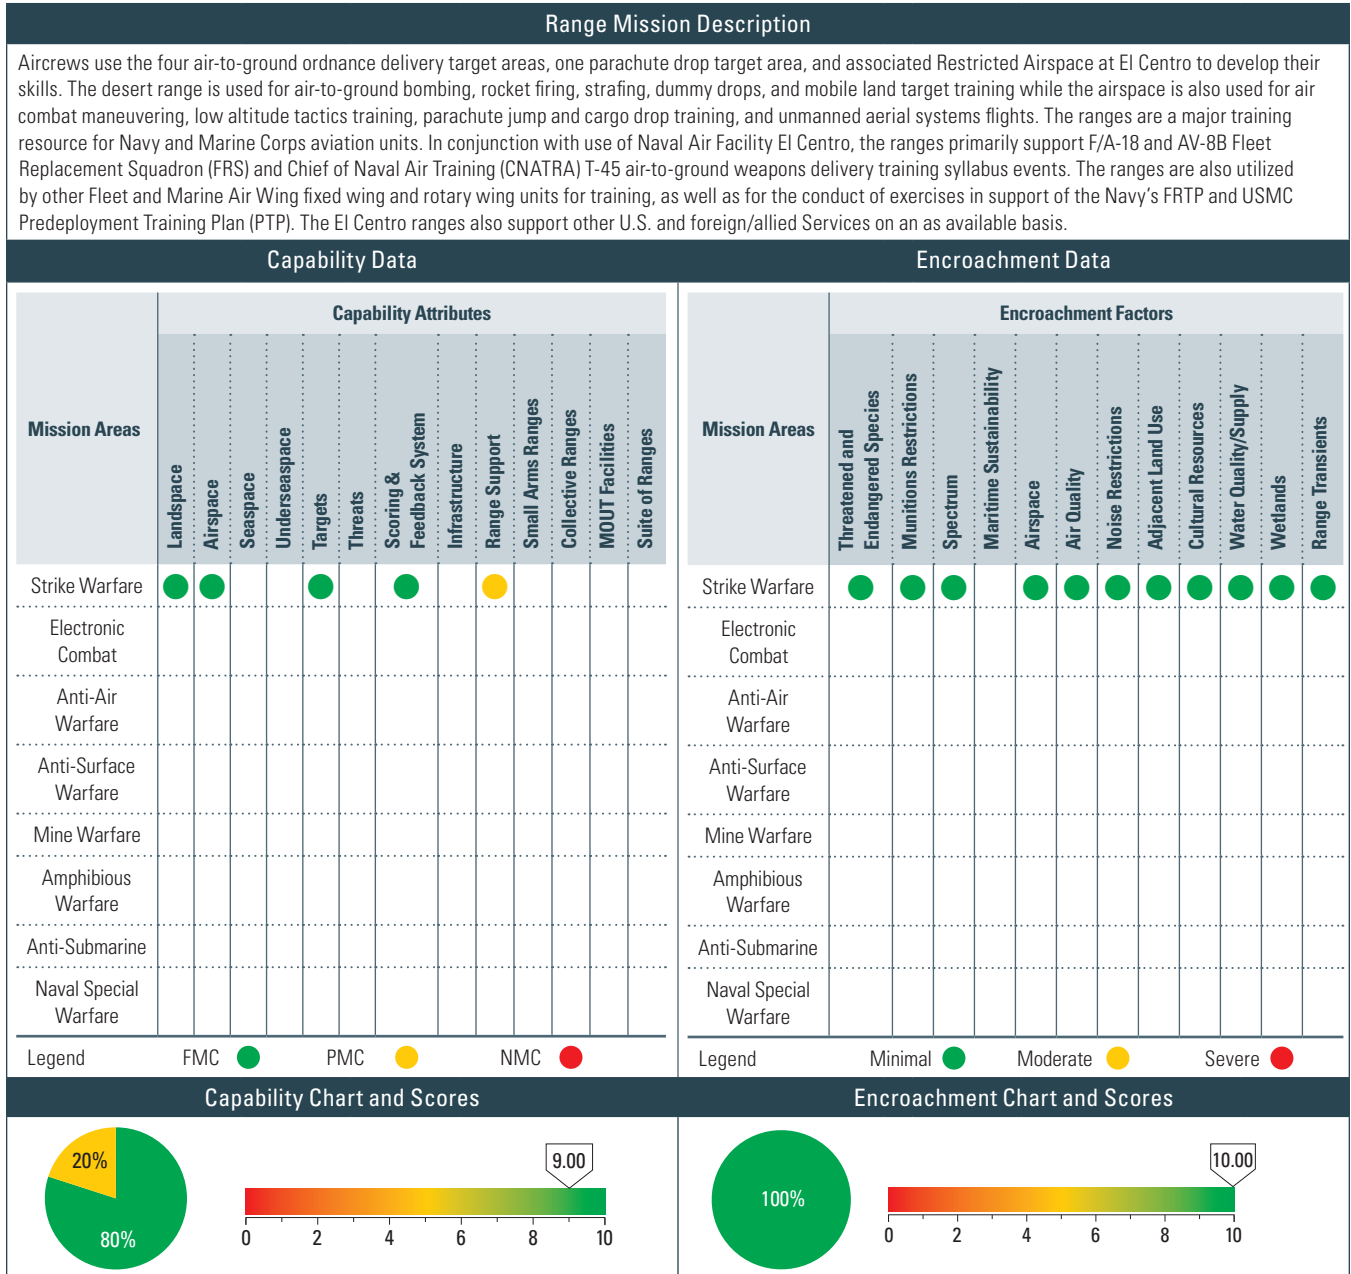 Range Mission Description
Aircrews use the four air-to-ground ordnance delivery target areas, one parachute drop target area, and associated Restricted Airspace at El Centro to develop their
skills. The desert range is used for air-to-ground bombing, rocket firing, strafing, dummy drops, and mobile land target training while the airspace is also used for air
combat maneuvering, low altitude tactics training, parachute jump and cargo drop training, and unmanned aerial systems flights. The ranges are a major training
resource for Navy and Marine Corps aviation units. In conjunction with use of Naval Air Facility El Centro, the ranges primarily support F/A-18 and AV-8B Fleet
Replacement Squadron (FRS) and Chief of Naval Air Training (CNATRA) T-45 air-to-ground weapons delivery training syllabus events. The ranges are also utilized
by other Fleet and Marine Air Wing fixed wing and rotary wing units for training, as well as for the conduct of exercises in support of the Navy's FRTP and USMC
Predeployment Training Plan (PTP). The El Centro ranges also support other U.S. and foreign/allied Services on an as available basis.
Capability Data
Mission Areas
Capability Attributes
Landspace
Airspace
Seaspace
Underseaspace
Targets
Threats
Scoring &
Feedback System
Infrastructure
Range Support
Small Arms Ranges
Collective Ranges
MOUT Facilities
Suite of Ranges
Strike Warfare
Electronic
Combat
Anti-Air
Warfare
Anti-Surface
Warfare
Mine Warfare
Amphibious
Warfare
Anti-Submarine
Naval Special
Warfare
Legend FMC PMC NMC
Encroachment Data
Mission Areas
Encroachment Factors
Threatened and
Endangered Species
Munitions Restrictions
Spectrum
Maritime Sustainability
Airspace
Air Quality
Noise Restrictions
Adjacent Land Use
Cultural Resources
Water Quality/Supply
Wetlands
Range Transients
Strike Warfare
Electronic
Combat
Anti-Air
Warfare
Anti-Surface
Warfare
Mine Warfare
Amphibious
Warfare
Anti-Submarine
Naval Special
Warfare
Legend Minimal Moderate Severe
Capability Chart and Scores
20%
80%
9.00
0 2 4 6 8 10
Encroachment Chart and Scores
100%
10.00
0 2 4 6 8 10